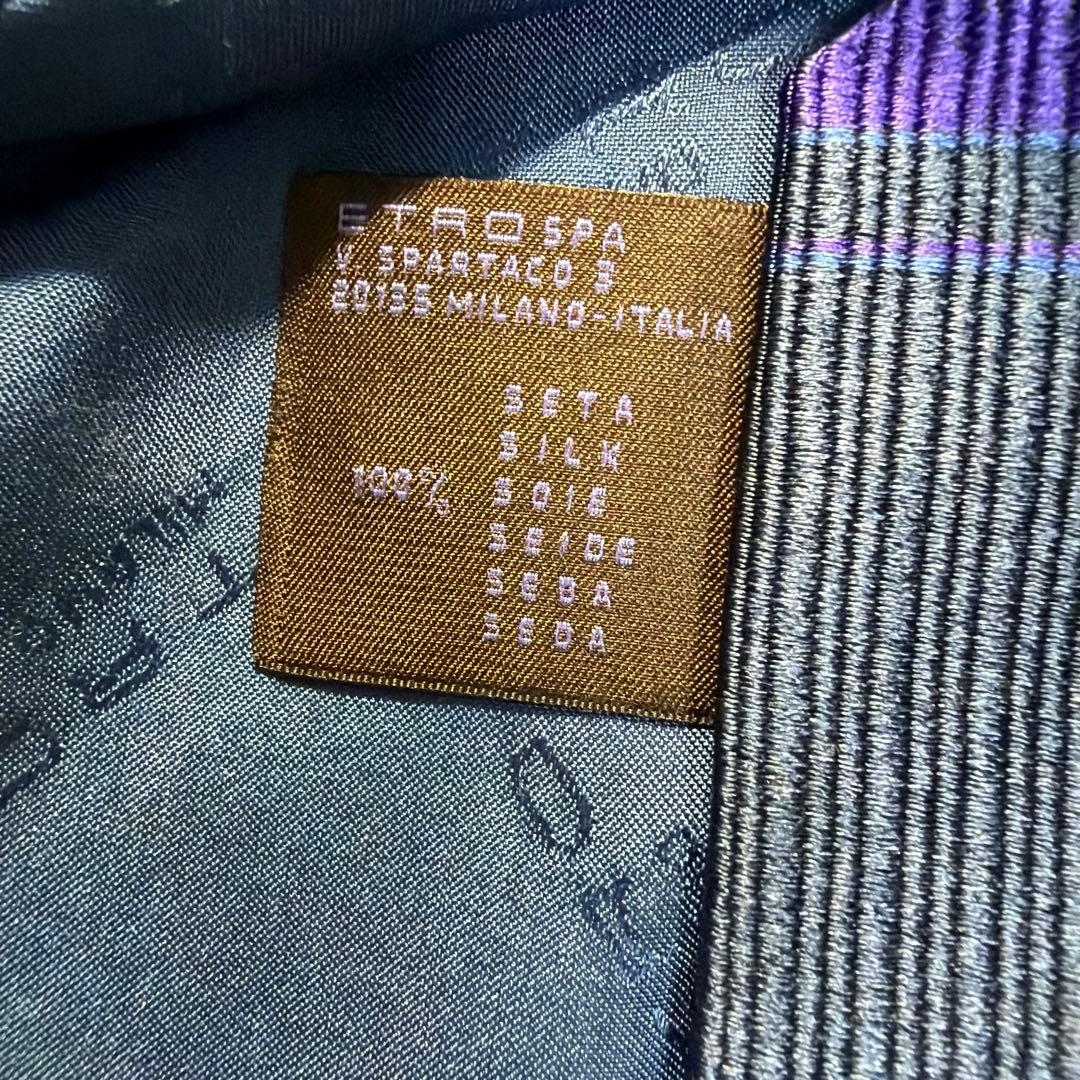 ETRO SPA
V. SPARTACO 3
20135 MILANO-ITALIA
SETA
SILK
100% SOIE
SEIDE
SEDA
SEDA